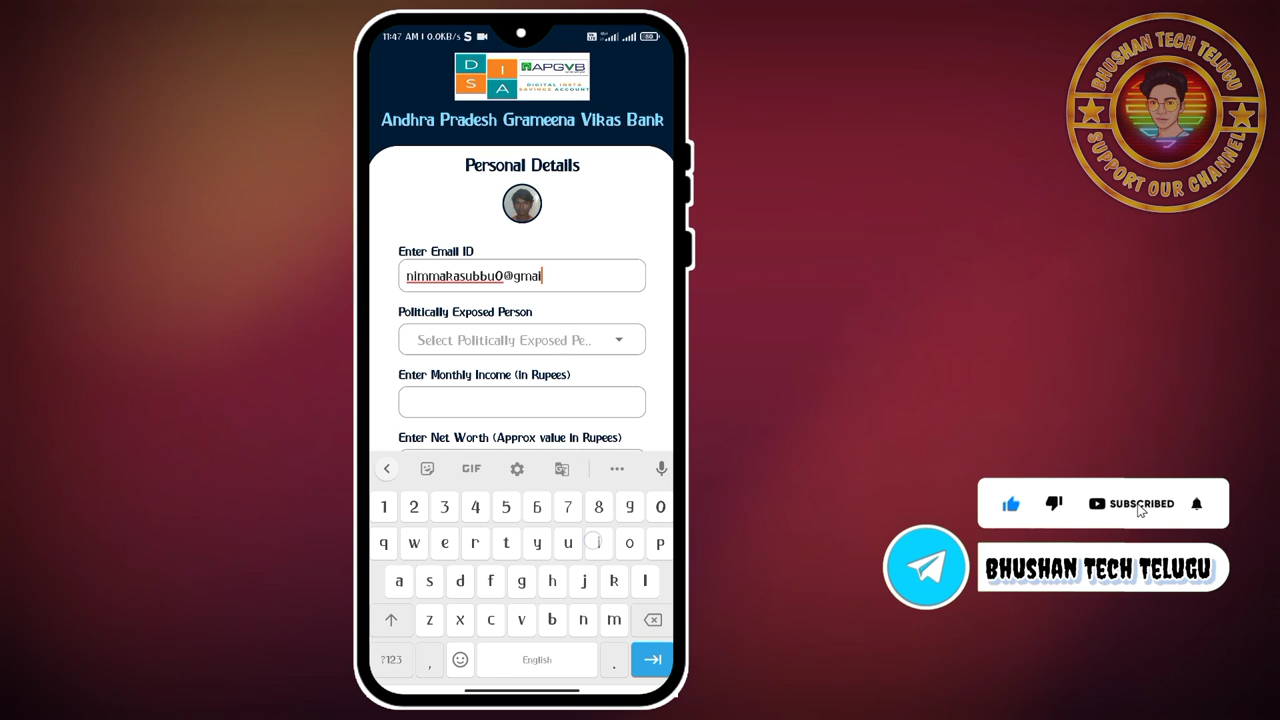 11:47 AM | 0.0KB/s S
80
D
I
S
A
APGVB
DIGITAL INSTA
SAVINGS ACCOUNT
Andhra Pradesh Grameena Vikas Bank
Personal Details
Enter Email ID
nimmakasubbu0@gmai
Politically Exposed Person
Select Politically Exposed Pe..
Enter Monthly Income (in Rupees)
Enter Net Worth (Approx value in Rupees)
GIF
1 2 3 4 5 6 7 8 9 0
q w e r t y u i o p
a s d f g h j k l
z x c v b n m
?123 , English .
BHUSHAN TECH TELUGU
SUPPORT OUR CHANNEL
SUBSCRIBED
BHUSHAN TECH TELUGU